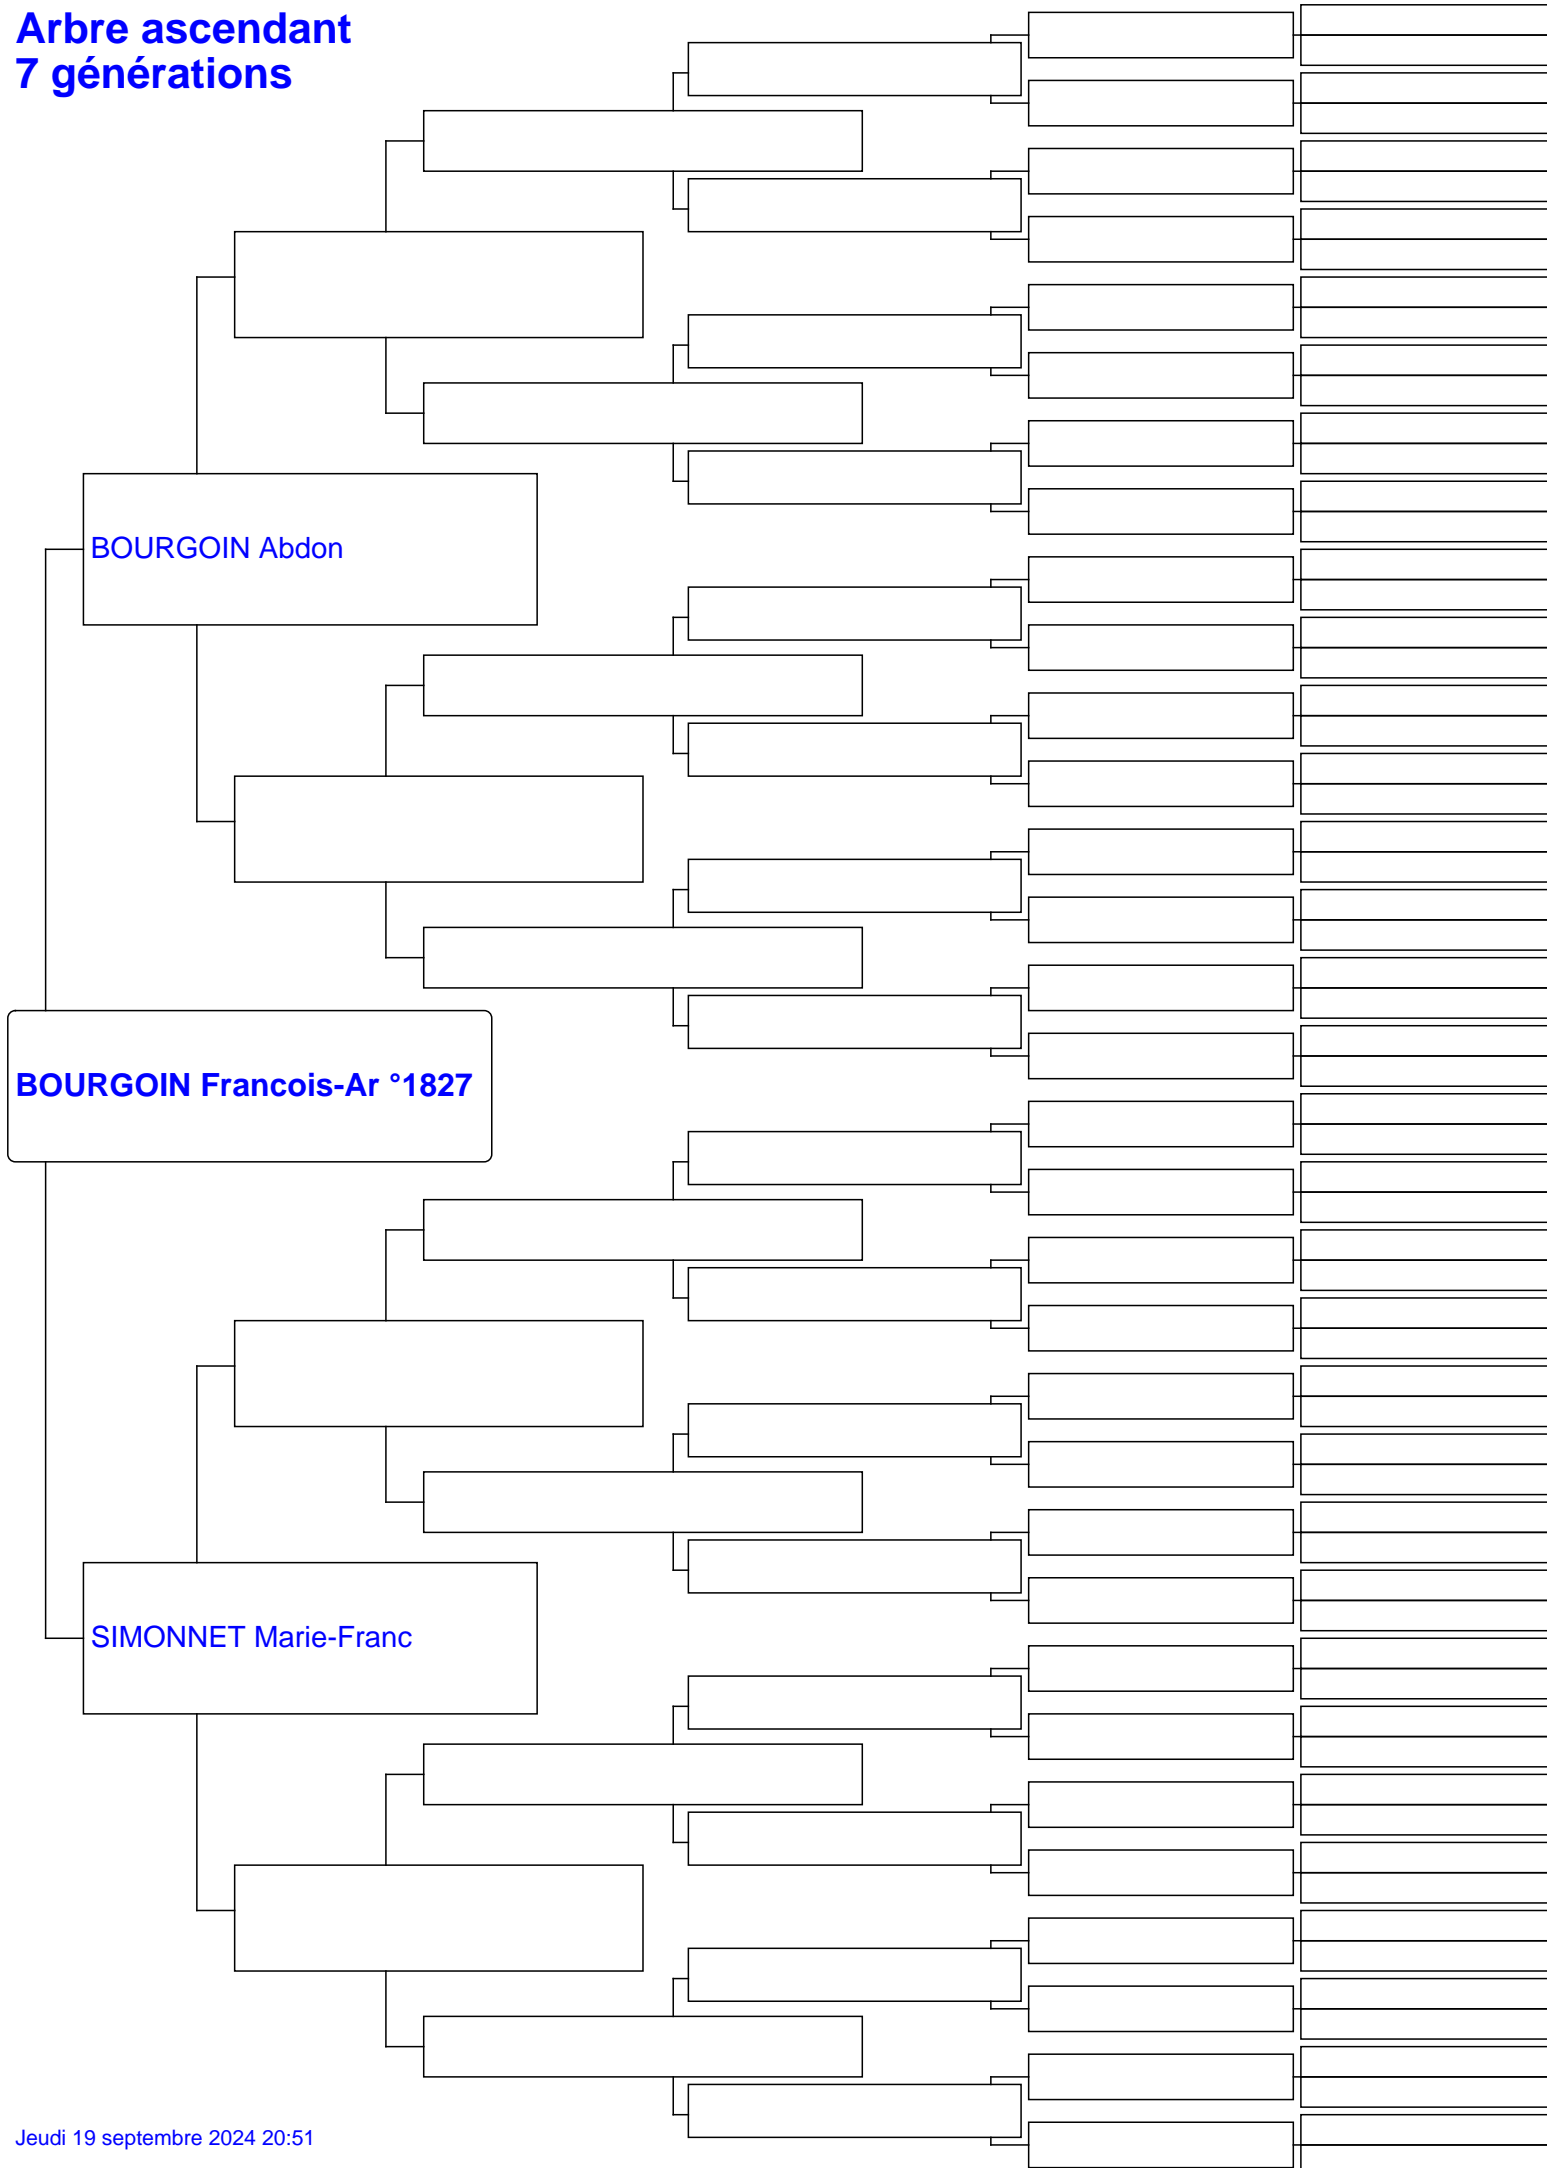 Arbre ascendant
7 générations
BOURGOIN Abdon
BOURGOIN Francois-Ar °1827
SIMONNET Marie-Franc
Jeudi 19 septembre 2024 20:51